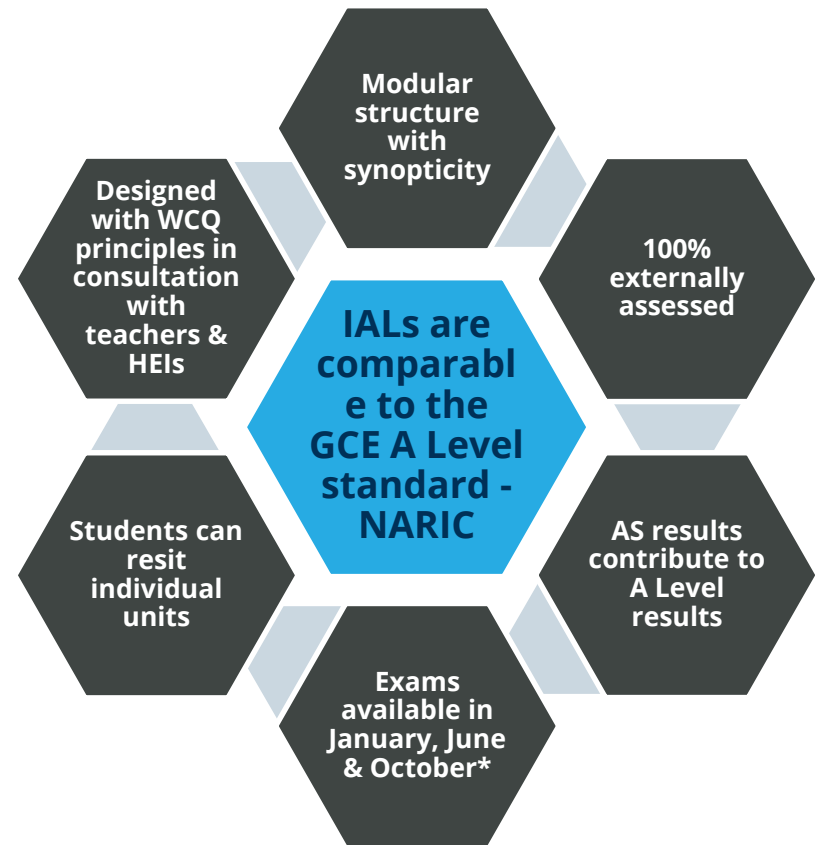 Modular
structure
with
synopticity
100%
externally
assessed
AS results
contribute to
A Level
results
Exams
available in
January, June
& October*
Students can
resit
individual
units
Designed
with WCQ
principles in
consultation
with
teachers &
HEIs
IALs are
comparabl
e to the
GCE A Level
standard -
NARIC